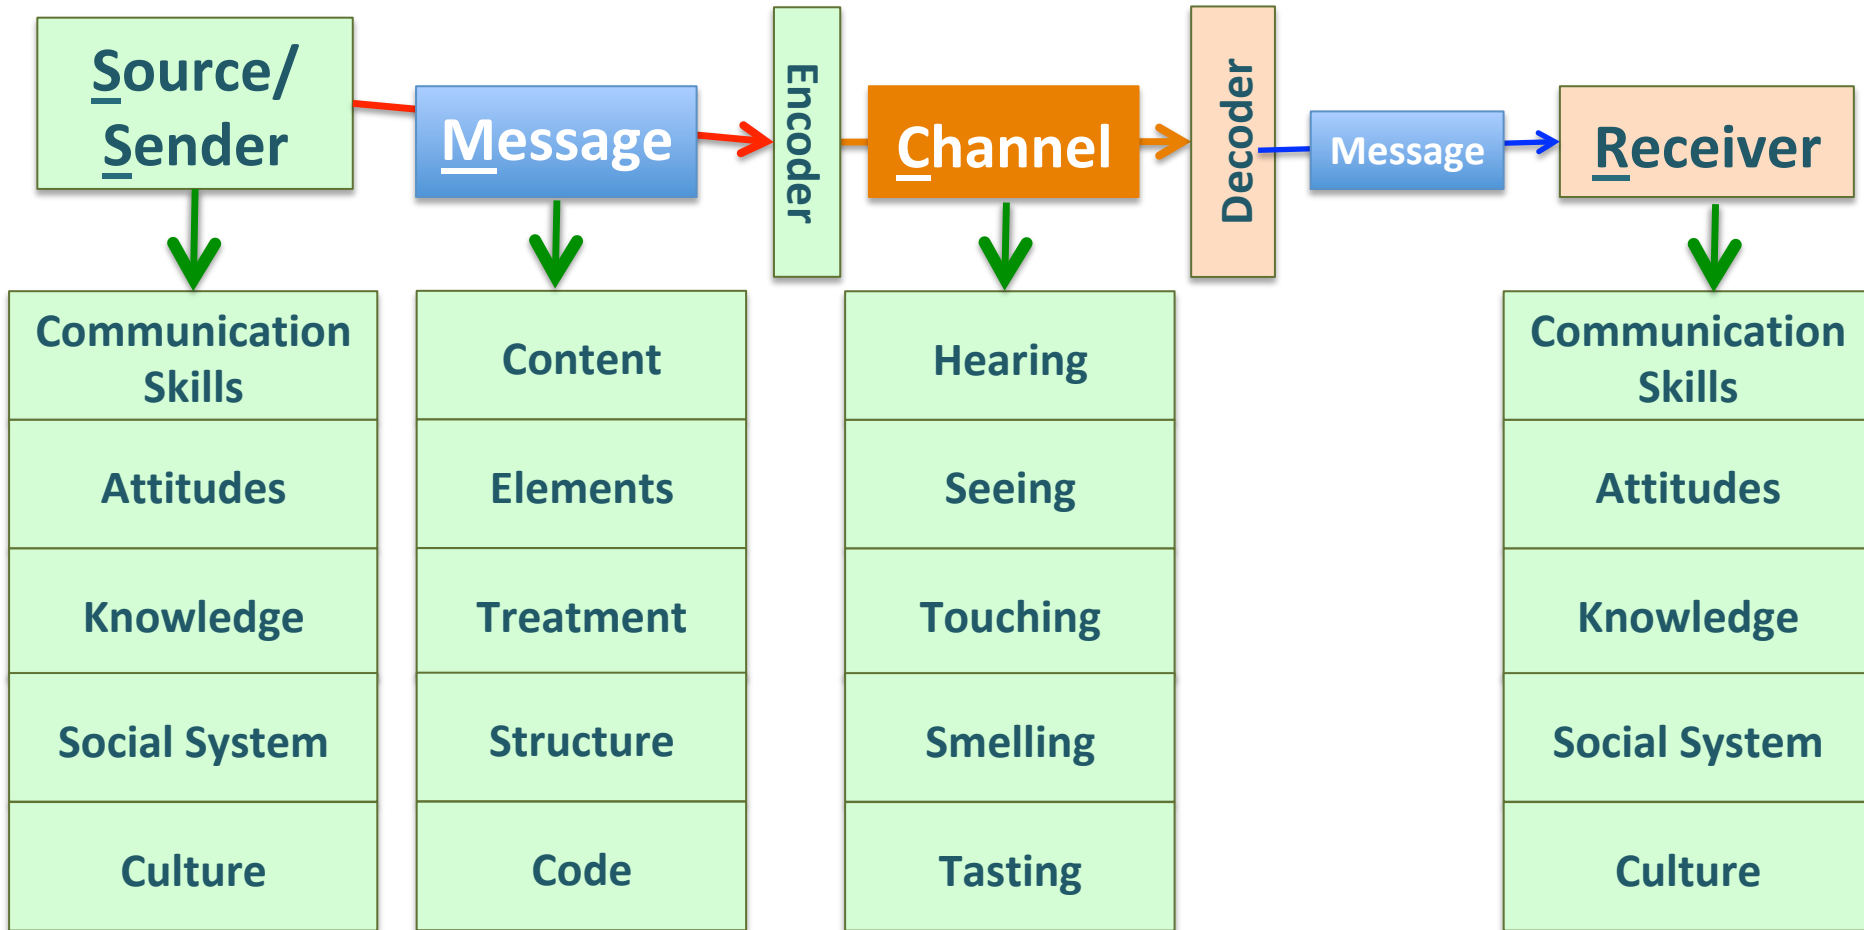 Source/
Sender
Message
Encoder
Channel
Decoder
Message
Receiver
Communication
Skills
Attitudes
Knowledge
Social System
Culture
Content
Elements
Treatment
Structure
Code
Hearing
Seeing
Touching
Smelling
Tasting
Communication
Skills
Attitudes
Knowledge
Social System
Culture